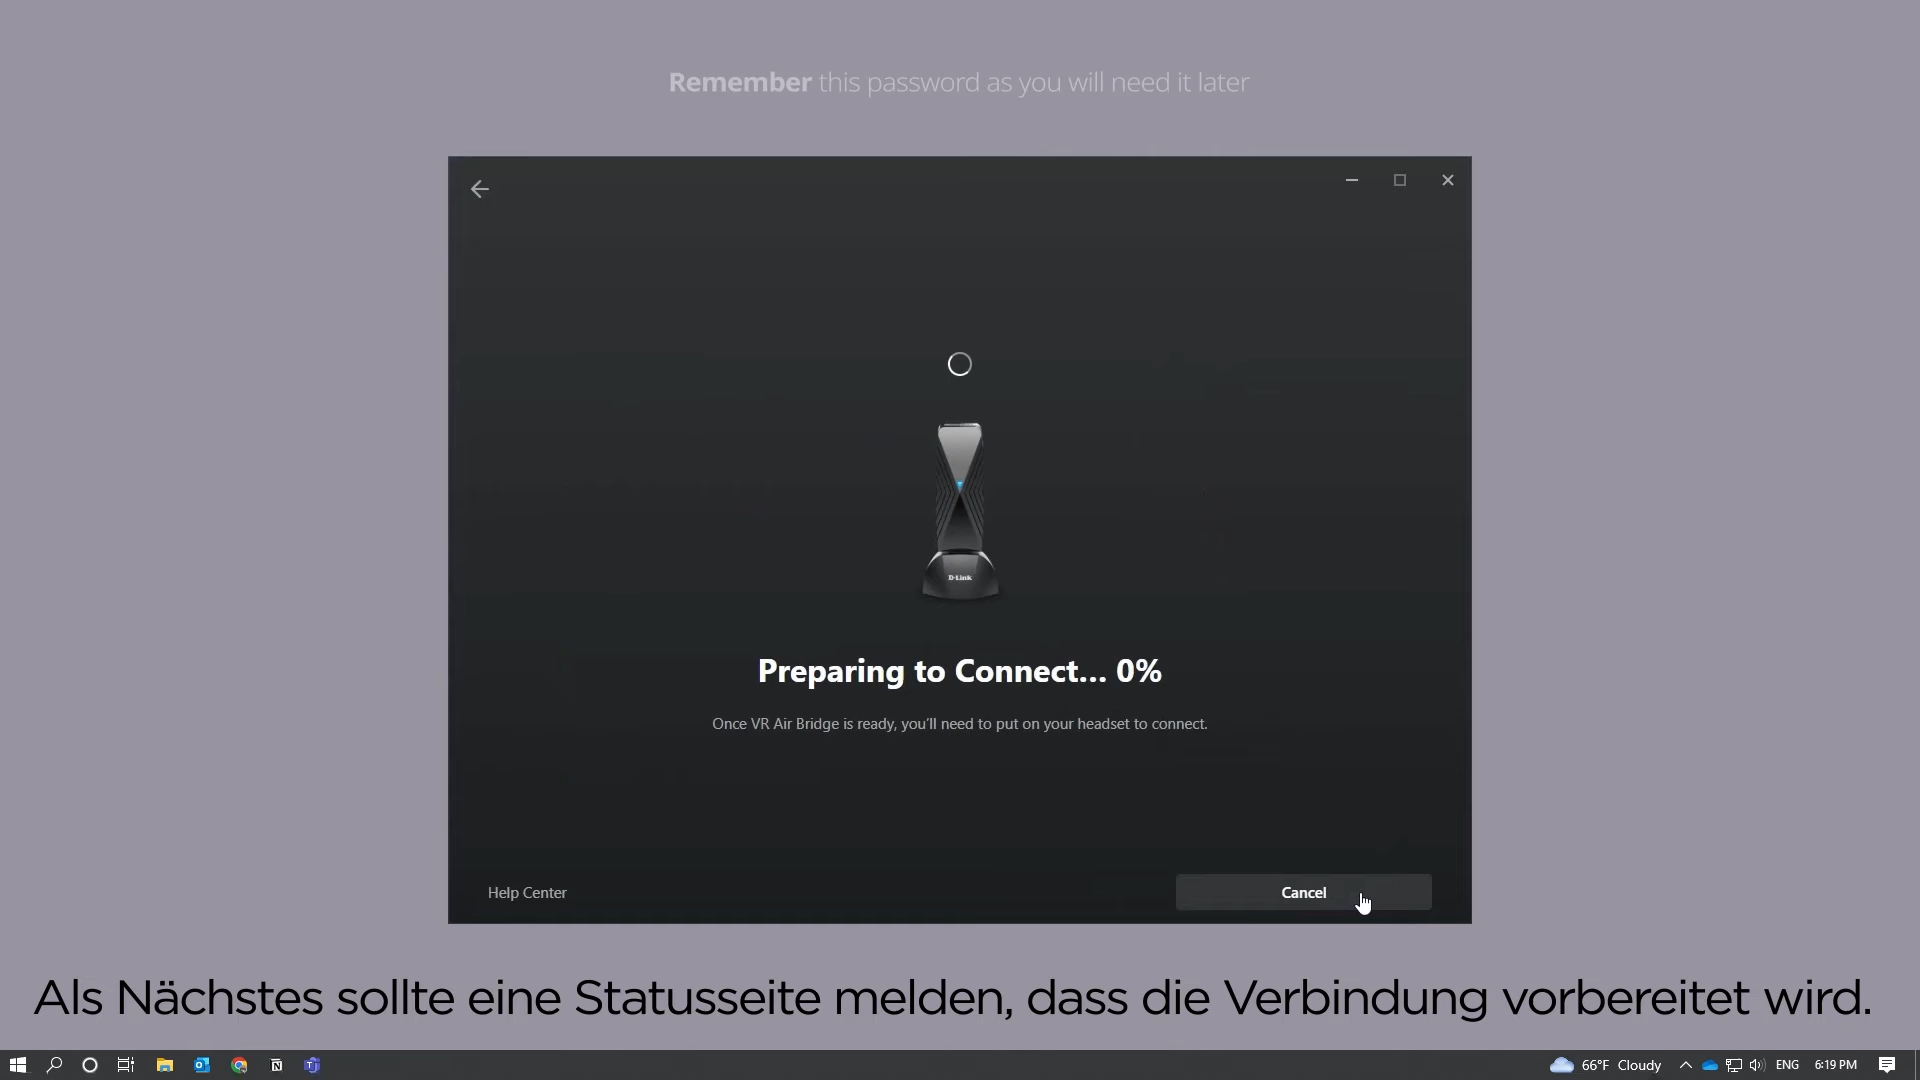 Remember this password as you will need it later
D-Link
Preparing to Connect... 0%
Once VR Air Bridge is ready, you'll need to put on your headset to connect.
Help Center
Cancel
Als Nächstes sollte eine Statusseite melden, dass die Verbindung vorbereitet wird.
66°F Cloudy ENG 6:19 PM